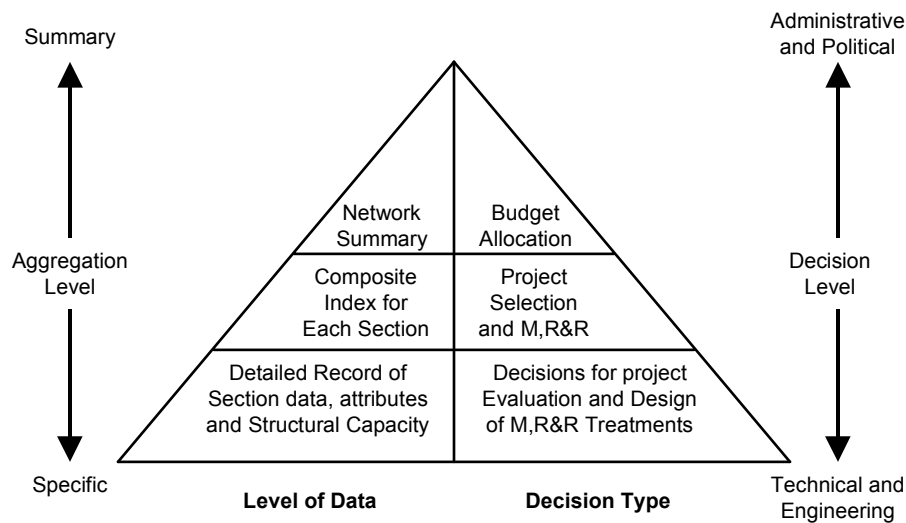 Summary
Aggregation
Level
Specific
Network
Summary
Budget
Allocation
Composite
Index for
Each Section
Project
Selection
and M,R&R
Detailed Record of
Section data, attributes
and Structural Capacity
Decisions for project
Evaluation and Design
of M,R&R Treatments
Level of Data
Decision Type
Administrative
and Political
Decision
Level
Technical and
Engineering